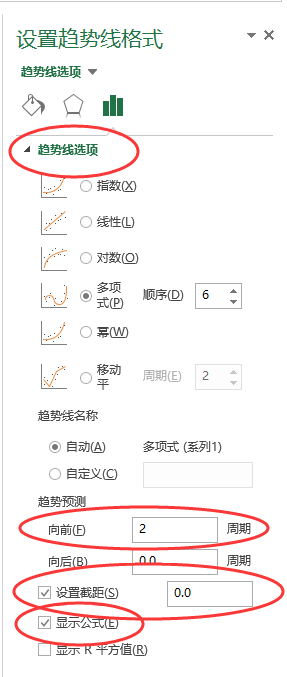 设置趋势线格式
趋势线选项
趋势线选项
指数(X)
线性(L)
对数(O)
多项
式(P) 顺序(D) 6
幂(W)
移动
平 周期(E) 2
趋势线名称
自动(A) 多项式 (系列1)
自定义(C)
趋势预测
向前(F) 2 周期
向后(B) 0.0 周期
设置截距(S) 0.0
显示公式(E)
显示 R 平方值(R)